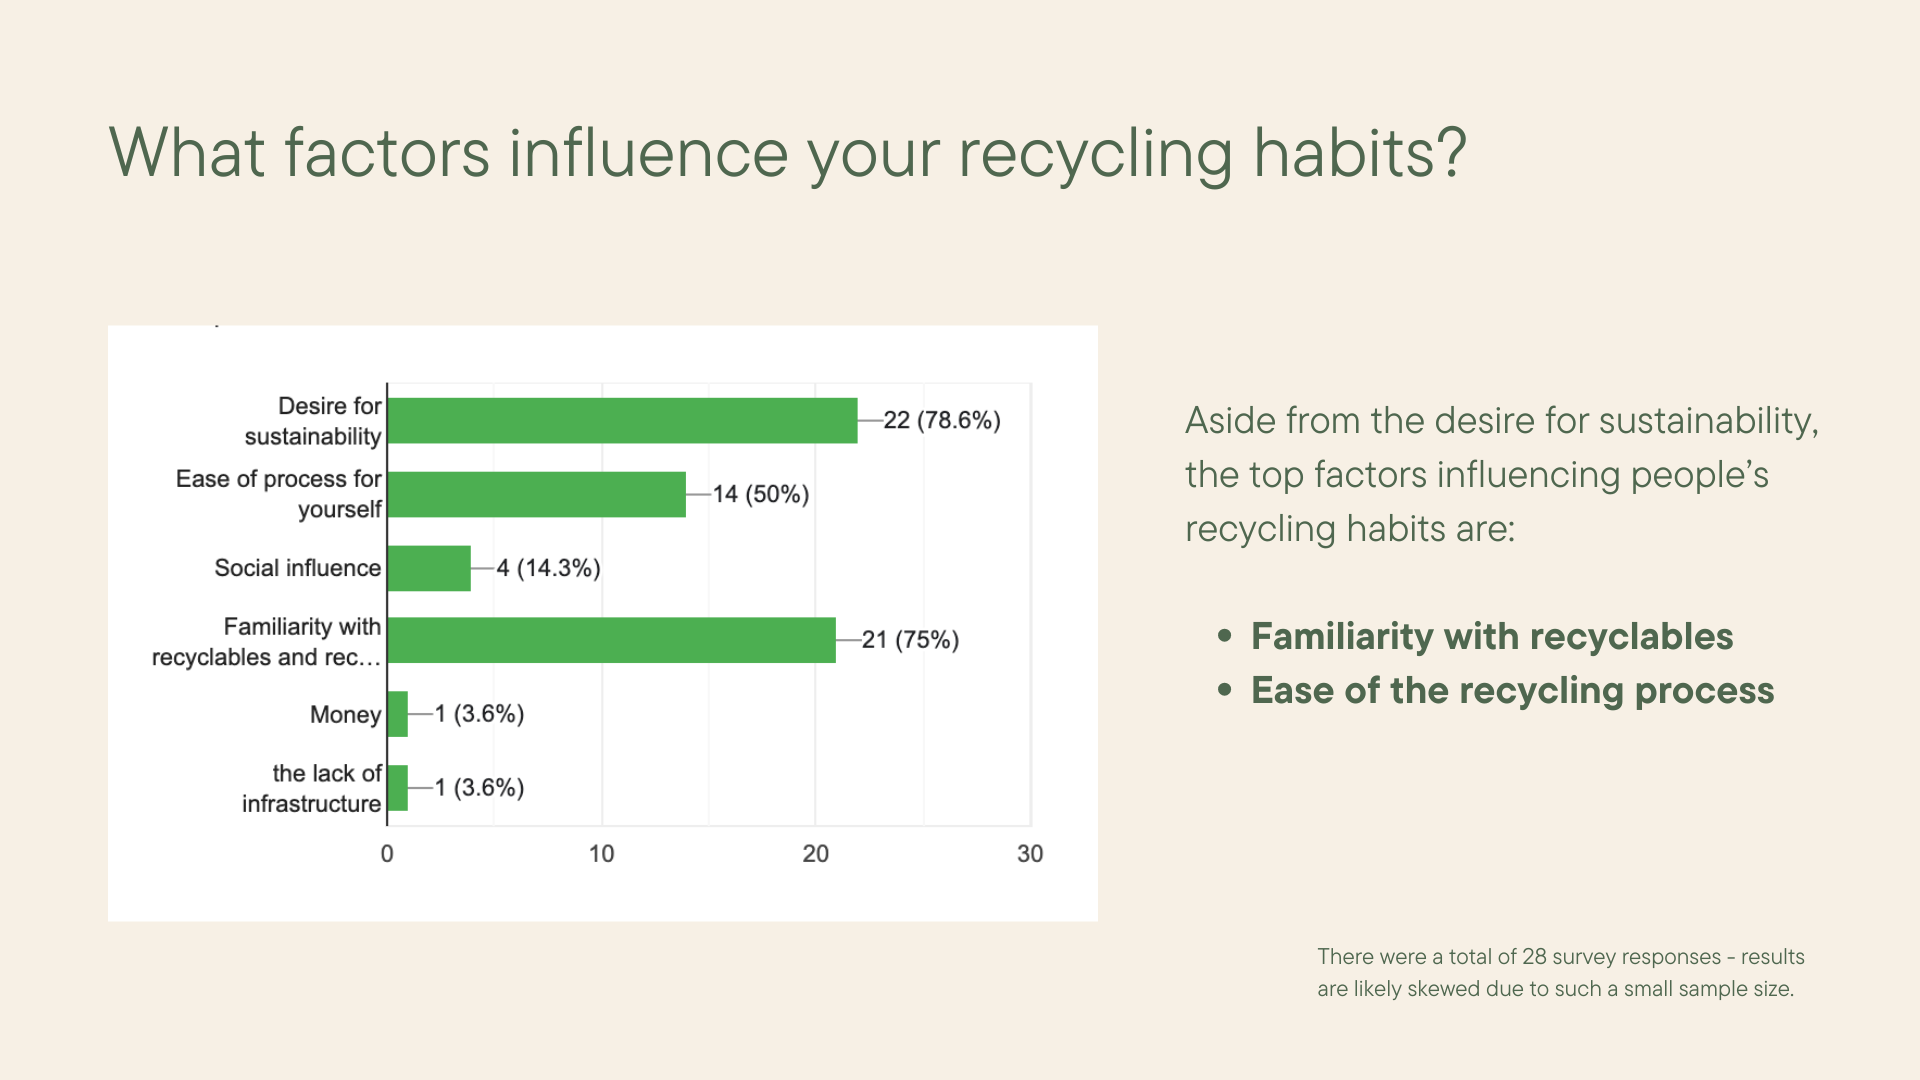 What factors influence your recycling habits?
Desire for
sustainability
22 (78.6%)
Ease of process for
yourself
14 (50%)
Social influence
4 (14.3%)
Familiarity with
recyclables and rec…
21 (75%)
Money
1 (3.6%)
the lack of
infrastructure
1 (3.6%)
0 10 20 30
Aside from the desire for sustainability,
the top factors influencing people’s
recycling habits are:
• Familiarity with recyclables
• Ease of the recycling process
There were a total of 28 survey responses - results
are likely skewed due to such a small sample size.